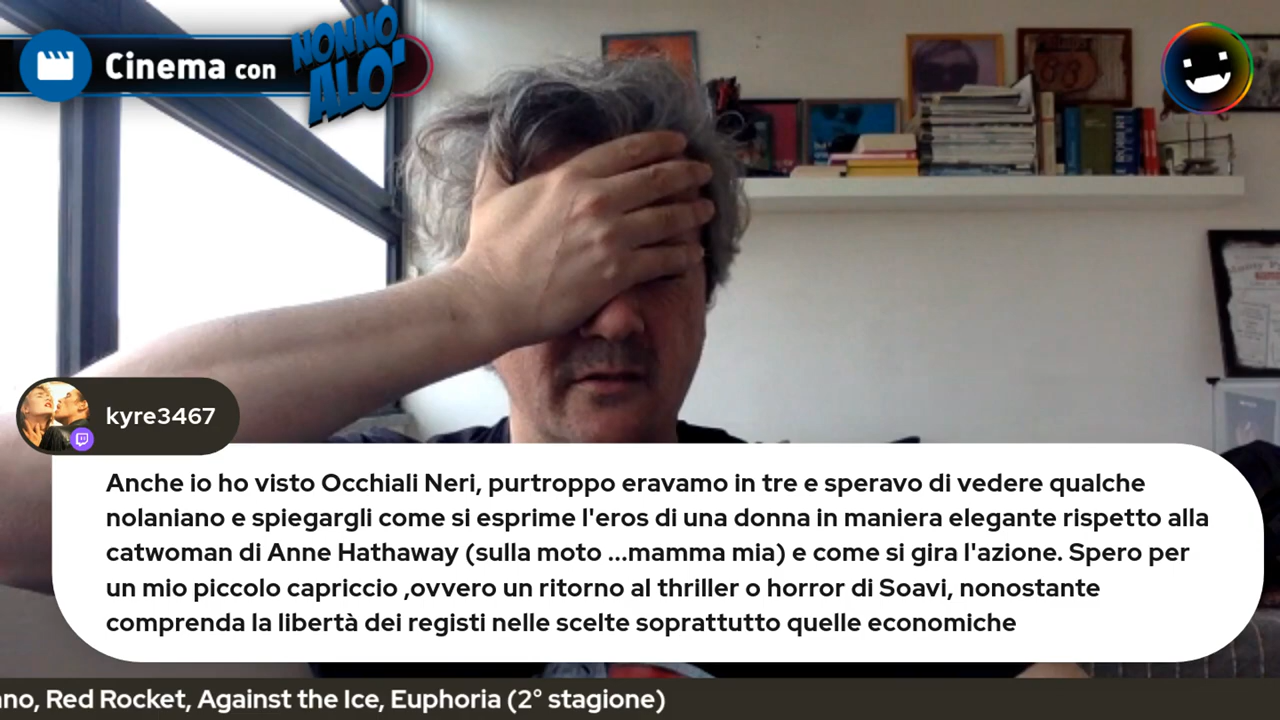 Cinema con
NONNO
ALO'
kyre3467
Anche io ho visto Occhiali Neri, purtroppo eravamo in tre e speravo di vedere qualche
nolaniano e spiegargli come si esprime l'eros di una donna in maniera elegante rispetto alla
catwoman di Anne Hathaway (sulla moto ...mamma mia) e come si gira l'azione. Spero per
un mio piccolo capriccio ,ovvero un ritorno al thriller o horror di Soavi, nonostante
comprenda la libertà dei registi nelle scelte soprattutto quelle economiche
no, Red Rocket, Against the Ice, Euphoria (2° stagione)